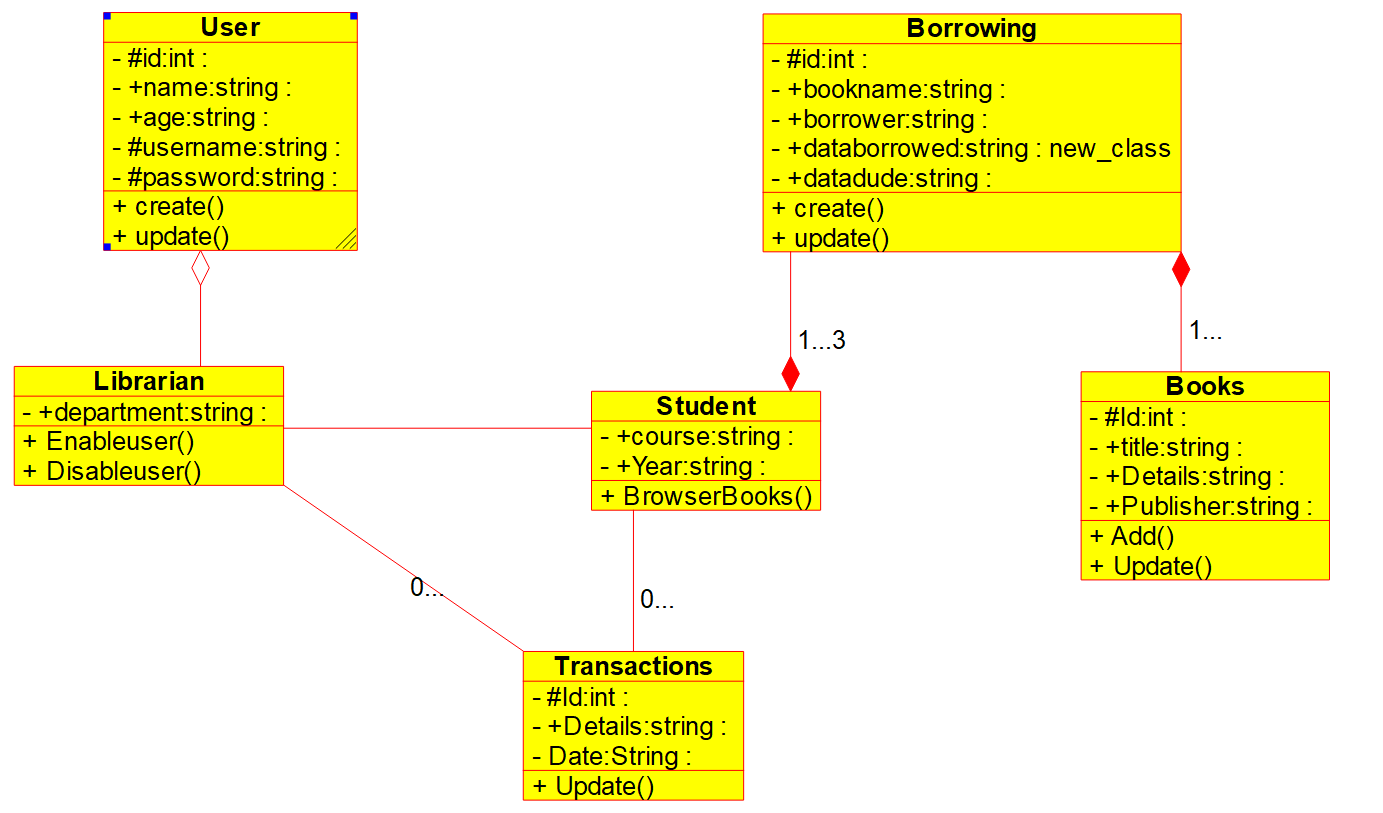 User
- #id:int :
- +name:string :
- +age:string :
- #username:string :
- #password:string :
+ create()
+ update()
Borrowing
- #id:int :
- +bookname:string :
- +borrower:string :
- +databorrowed:string : new_class
- +datadude:string :
+ create()
+ update()
1...3
1...
Librarian
- +department:string :
+ Enableuser()
+ Disableuser()
Student
- +course:string :
- +Year:string :
+ BrowserBooks()
Books
- #Id:int :
- +title:string :
- +Details:string :
- +Publisher:string :
+ Add()
+ Update()
0...
0...
Transactions
- #Id:int :
- +Details:string :
- Date:String :
+ Update()